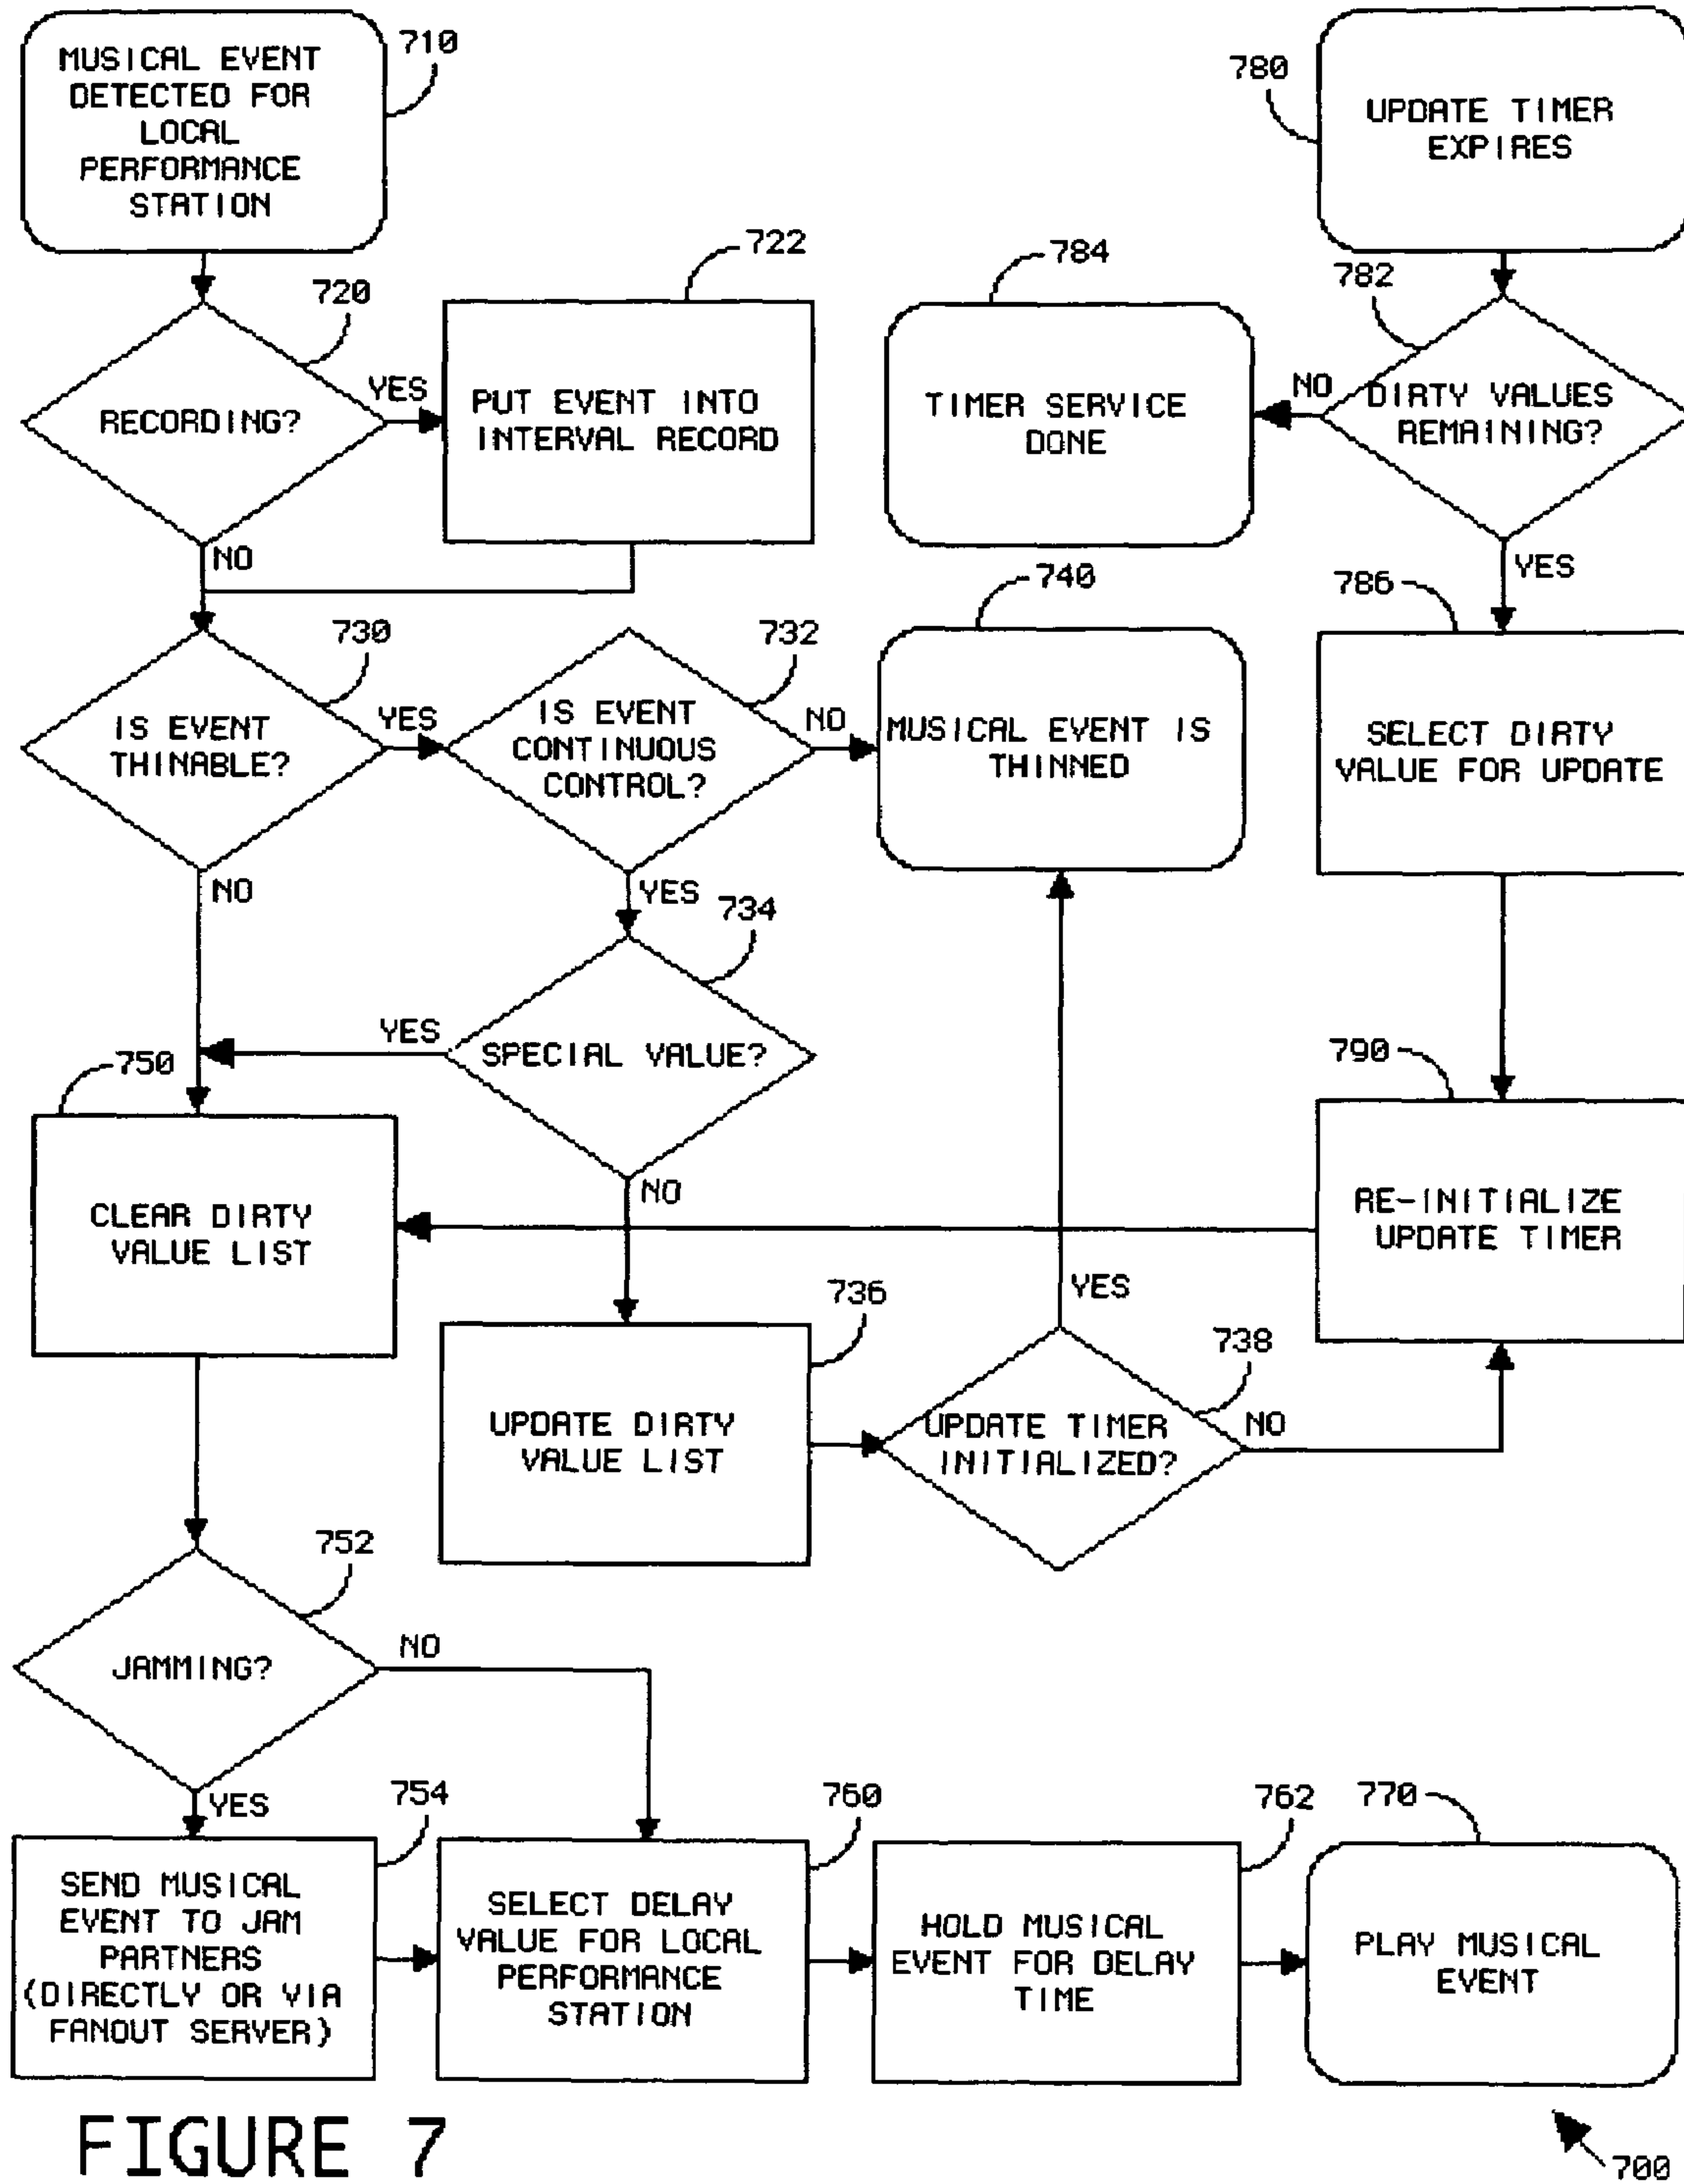 710
MUSICAL EVENT
DETECTED FOR
LOCAL
PERFORMANCE
STATION
780
UPDATE TIMER
EXPIRES
720
RECORDING?
YES
NO
722
PUT EVENT INTO
INTERVAL RECORD
784
TIMER SERVICE
DONE
782
NO
DIRTY VALUES
REMAINING?
YES
730
IS EVENT
THINABLE?
YES
NO
732
IS EVENT
CONTINUOUS
CONTROL?
NO
YES
740
MUSICAL EVENT IS
THINNED
786
SELECT DIRTY
VALUE FOR UPDATE
734
YES
SPECIAL VALUE?
NO
750
CLEAR DIRTY
VALUE LIST
790
RE-INITIALIZE
UPDATE TIMER
736
UPDATE DIRTY
VALUE LIST
YES
738
UPDATE TIMER
INITIALIZED?
NO
752
JAMMING?
NO
YES
754
SEND MUSICAL
EVENT TO JAM
PARTNERS
(DIRECTLY OR VIA
FANOUT SERVER)
760
SELECT DELAY
VALUE FOR LOCAL
PERFORMANCE
STATION
762
HOLD MUSICAL
EVENT FOR DELAY
TIME
770
PLAY MUSICAL
EVENT
FIGURE 7
700